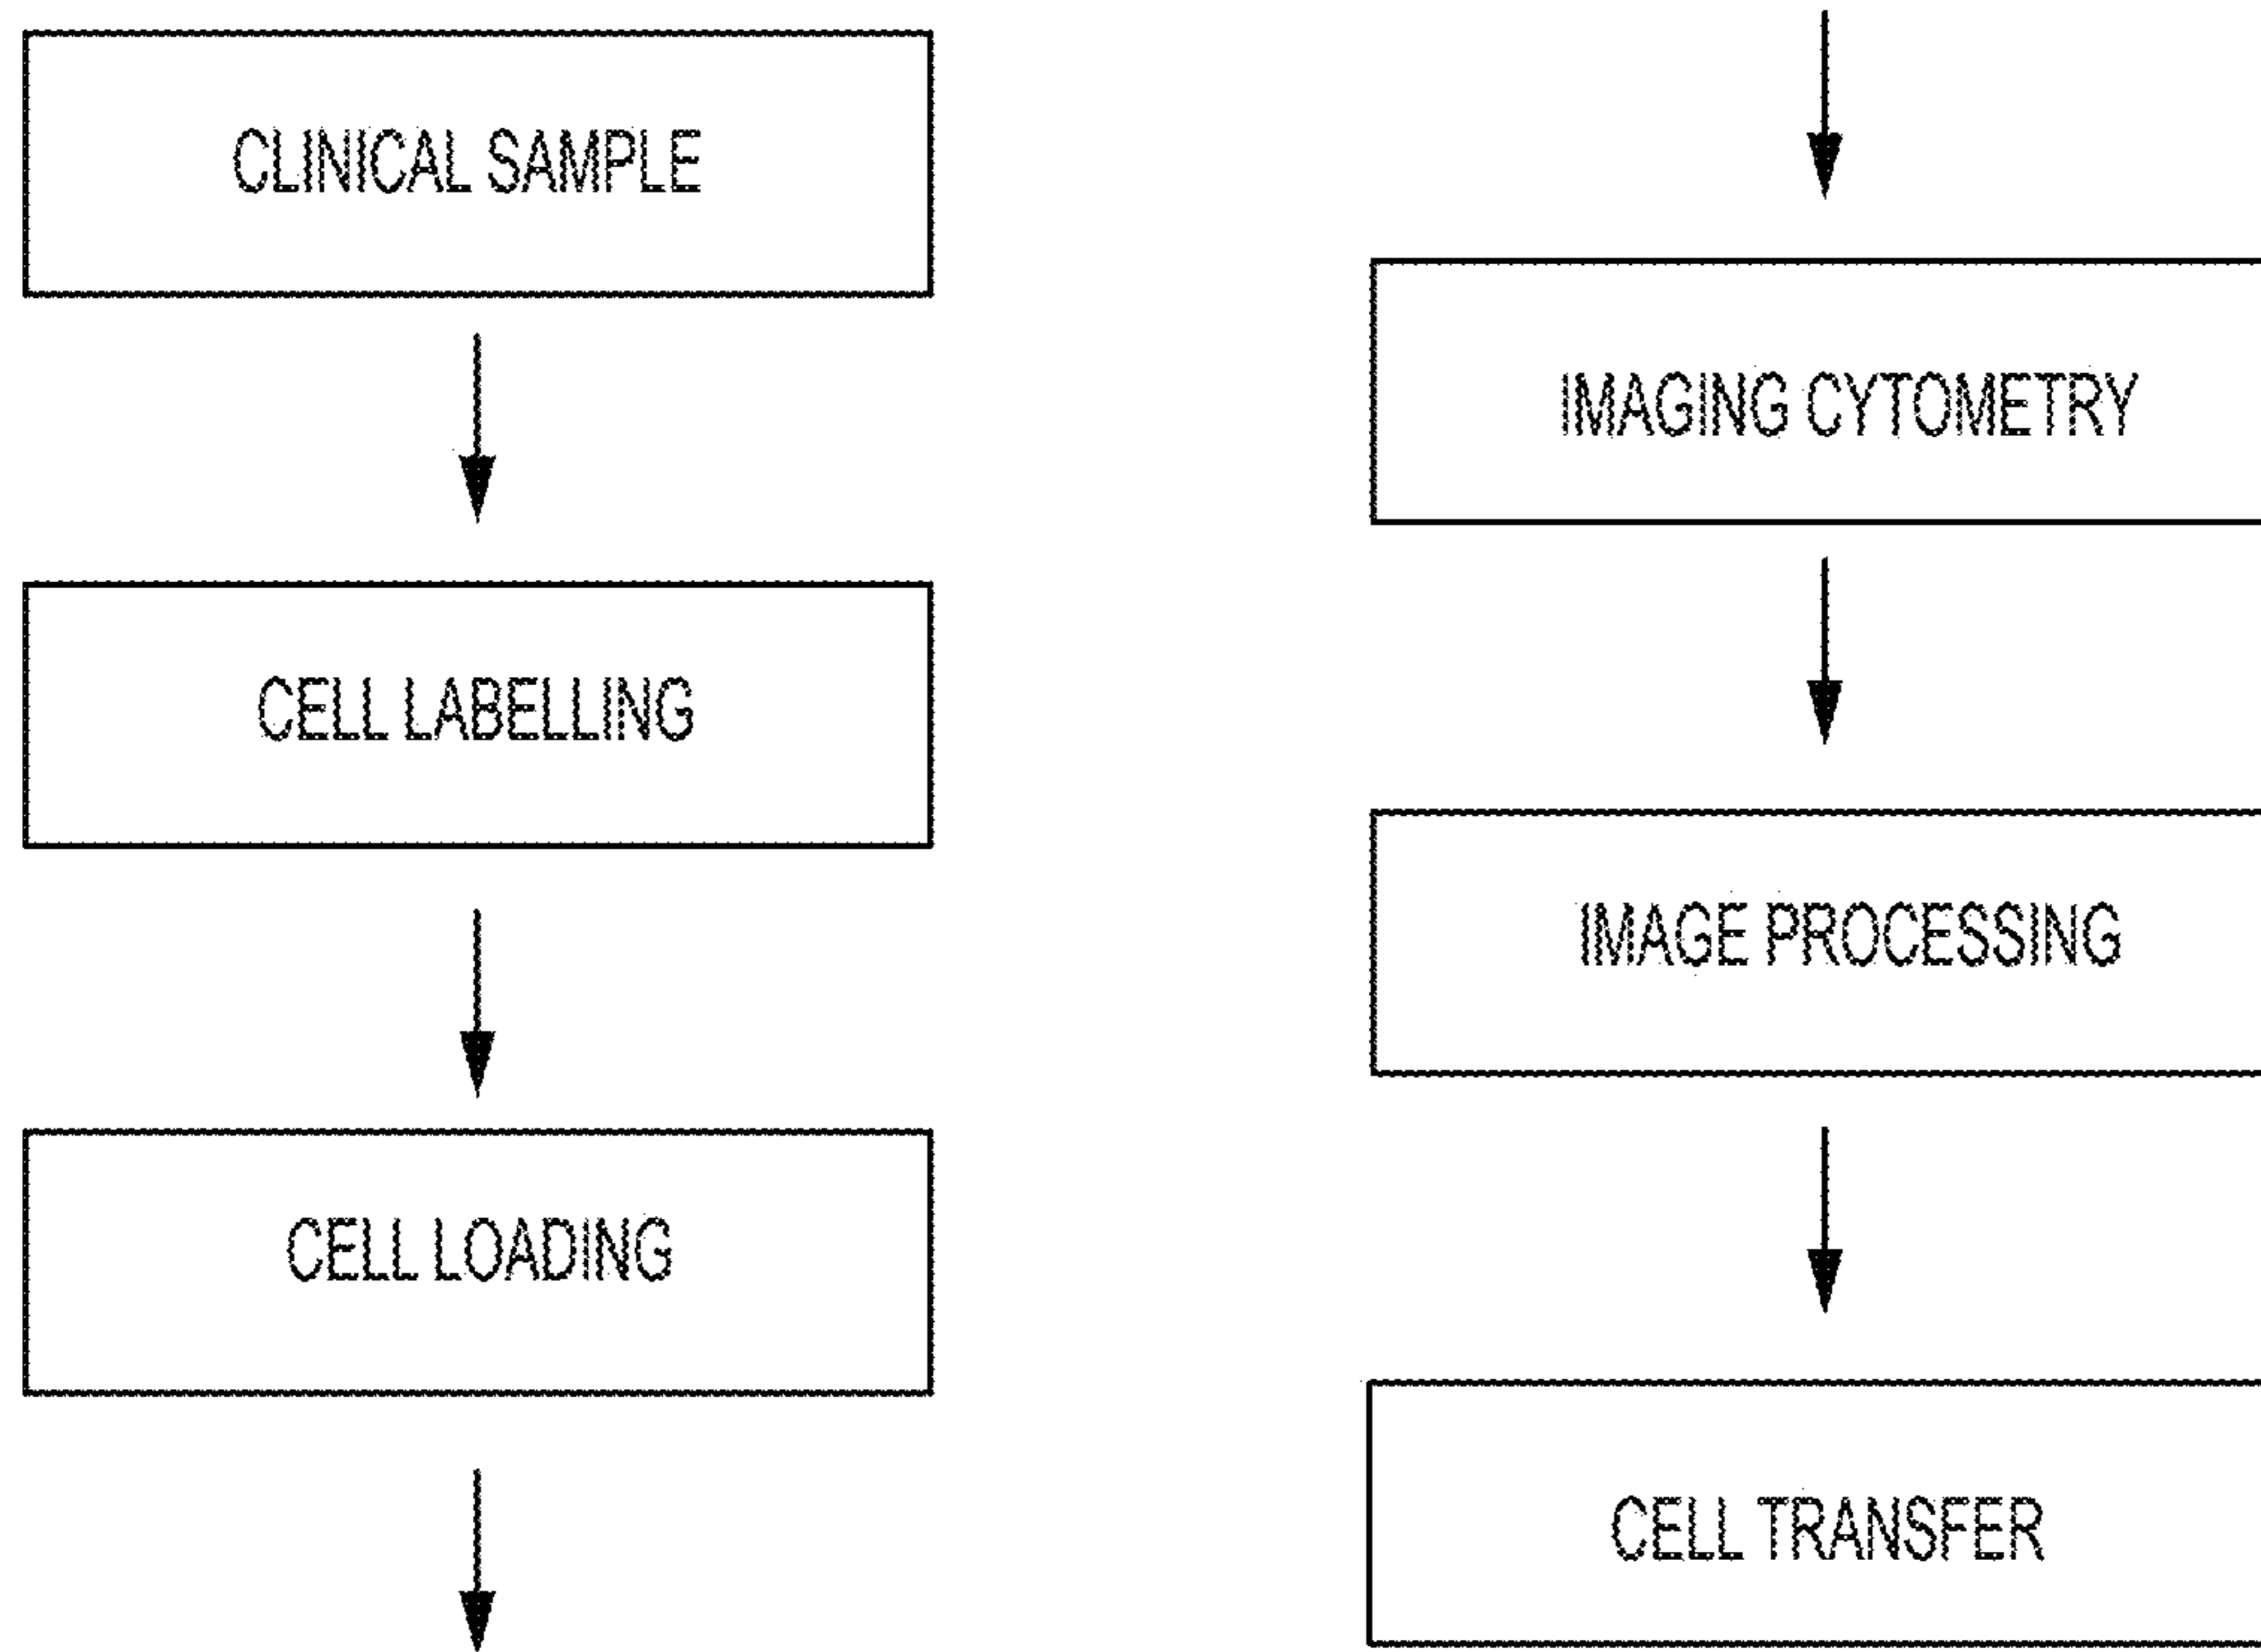 CLINICAL SAMPLE
CELL LABELLING
CELL LOADING
IMAGING CYTOMETRY
IMAGE PROCESSING
CELL TRANSFER